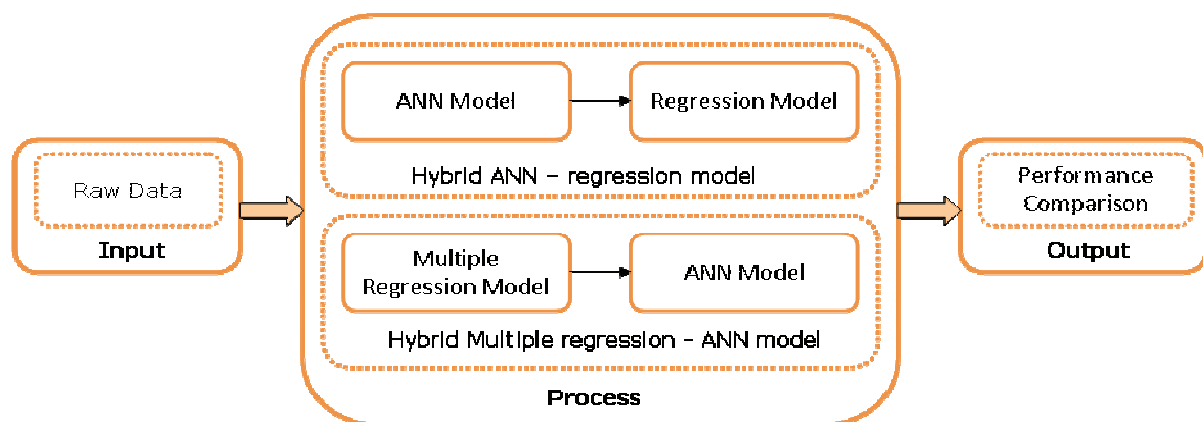 Raw Data
Input
ANN Model
Regression Model
Hybrid ANN – regression model
Multiple
Regression Model
ANN Model
Hybrid Multiple regression – ANN model
Process
Performance
Comparison
Output